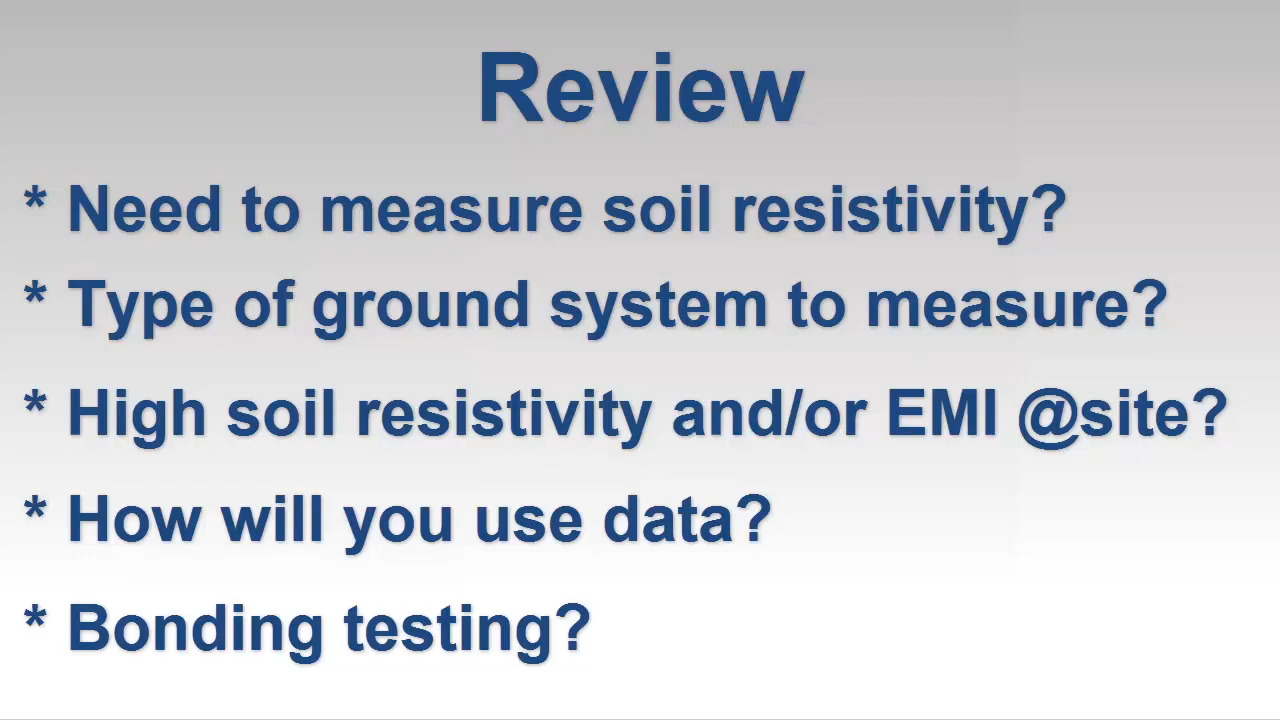 Review
* Need to measure soil resistivity?
* Type of ground system to measure?
* High soil resistivity and/or EMI @site?
* How will you use data?
* Bonding testing?